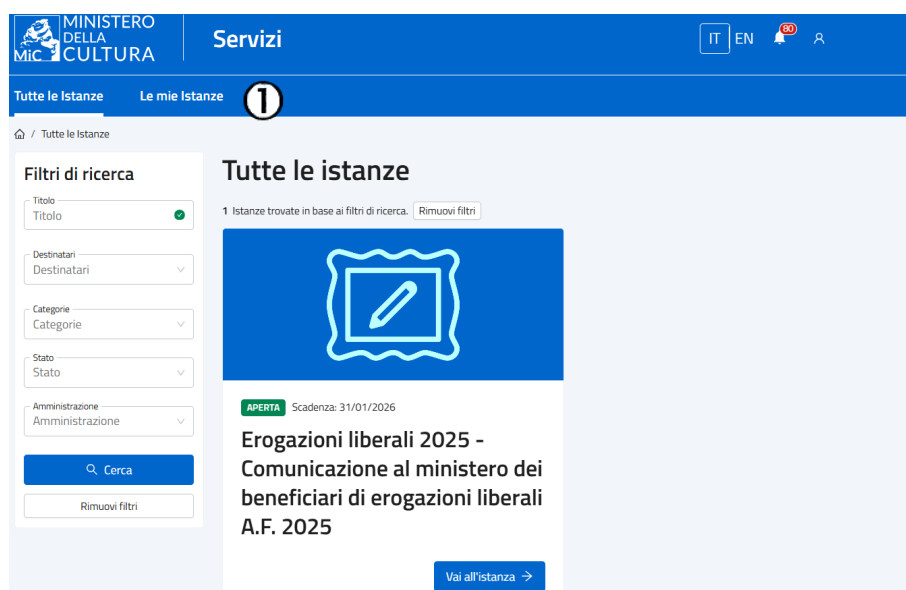 MINISTERO
DELLA
CULTURA
MiC
Servizi
IT EN 80
Tutte le Istanze Le mie Istanze 1
/ Tutte le Istanze
Filtri di ricerca
Titolo
Titolo
Destinatari
Destinatari
Categorie
Categorie
Stato
Stato
Amministrazione
Amministrazione
Cerca
Rimuovi filtri
Tutte le istanze
1 Istanze trovate in base ai filtri di ricerca. Rimuovi filtri
APERTA Scadenza: 31/01/2026
Erogazioni liberali 2025 -
Comunicazione al ministero dei
beneficiari di erogazioni liberali
A.F. 2025
Vai all'istanza →